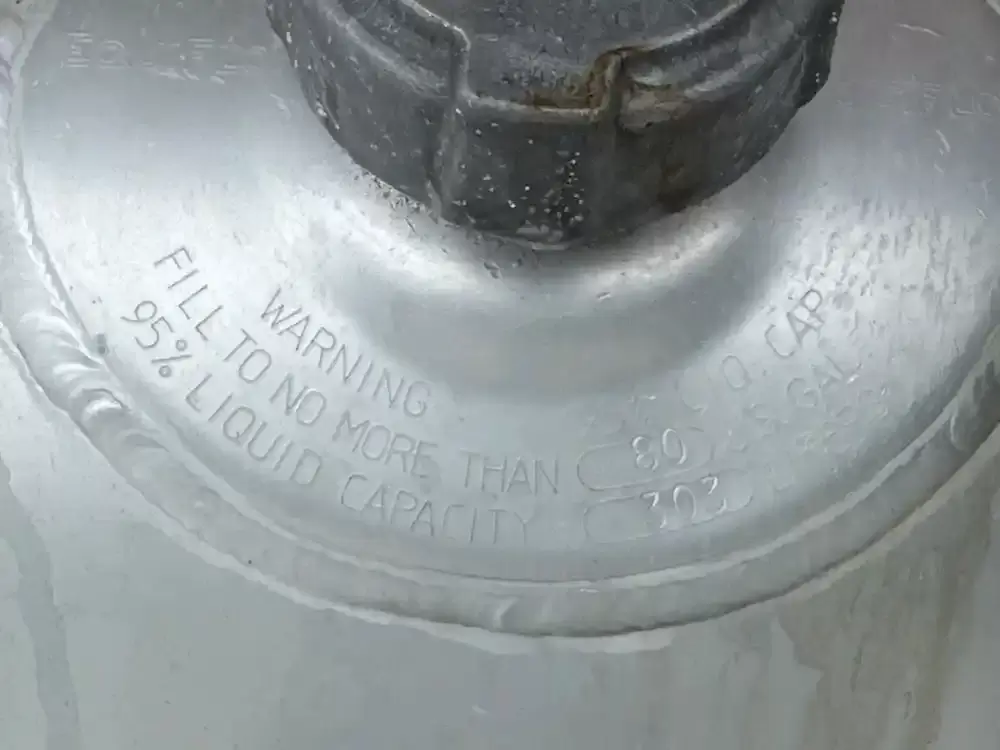 WARNING
FILL TO NO MORE THAN
95% LIQUID CAPACITY
CAP.
80 GAL
303